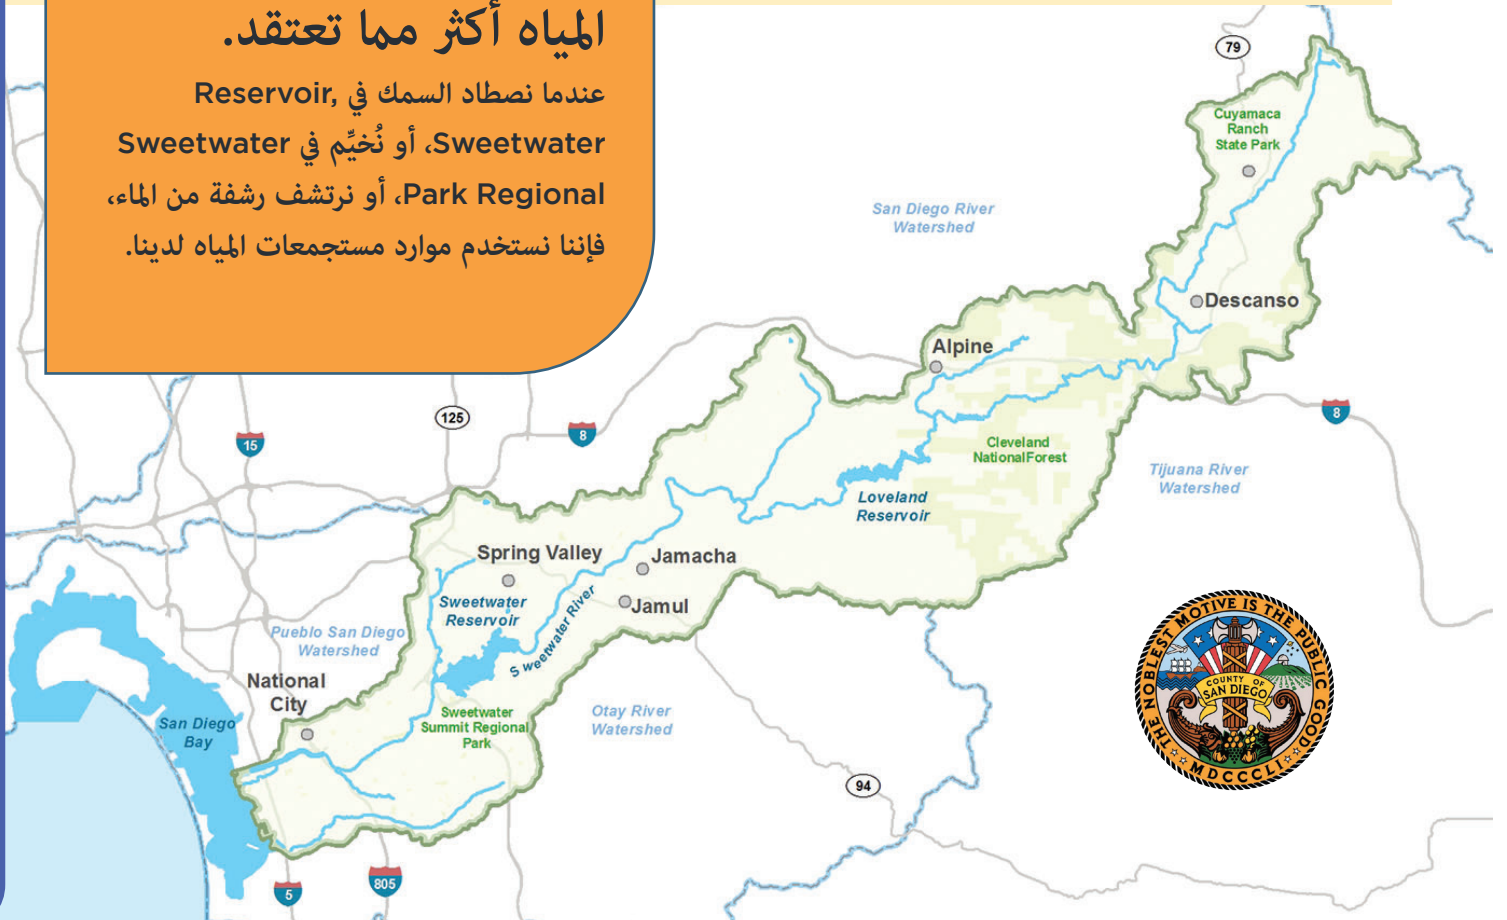 المياه أكثر مما تعتقد.
عندما نصطاد السمك في Reservoir,
Sweetwater، أو نُخيِّم في Sweetwater
Park Regional، أو نرتشف رشفة من الماء،
فإننا نستخدم موارد مستجمعات المياه لدينا.
79
Cuyamaca
Ranch
State Park
San Diego River
Watershed
Descanso
Alpine
125
15
8
8
Cleveland
NationalForest
Tijuana River
Watershed
Loveland
Reservoir
Spring Valley
Jamacha
Sweetwater
Reservoir
Jamul
Sweetwater River
Pueblo San Diego
Watershed
National
City
San Diego
Bay
Sweetwater
Summit Regional
Park
Otay River
Watershed
94
805
5
THE NOBLEST MOTIVE IS THE PUBLIC GOOD
COUNTY OF
SAN DIEGO
MDCCCLI